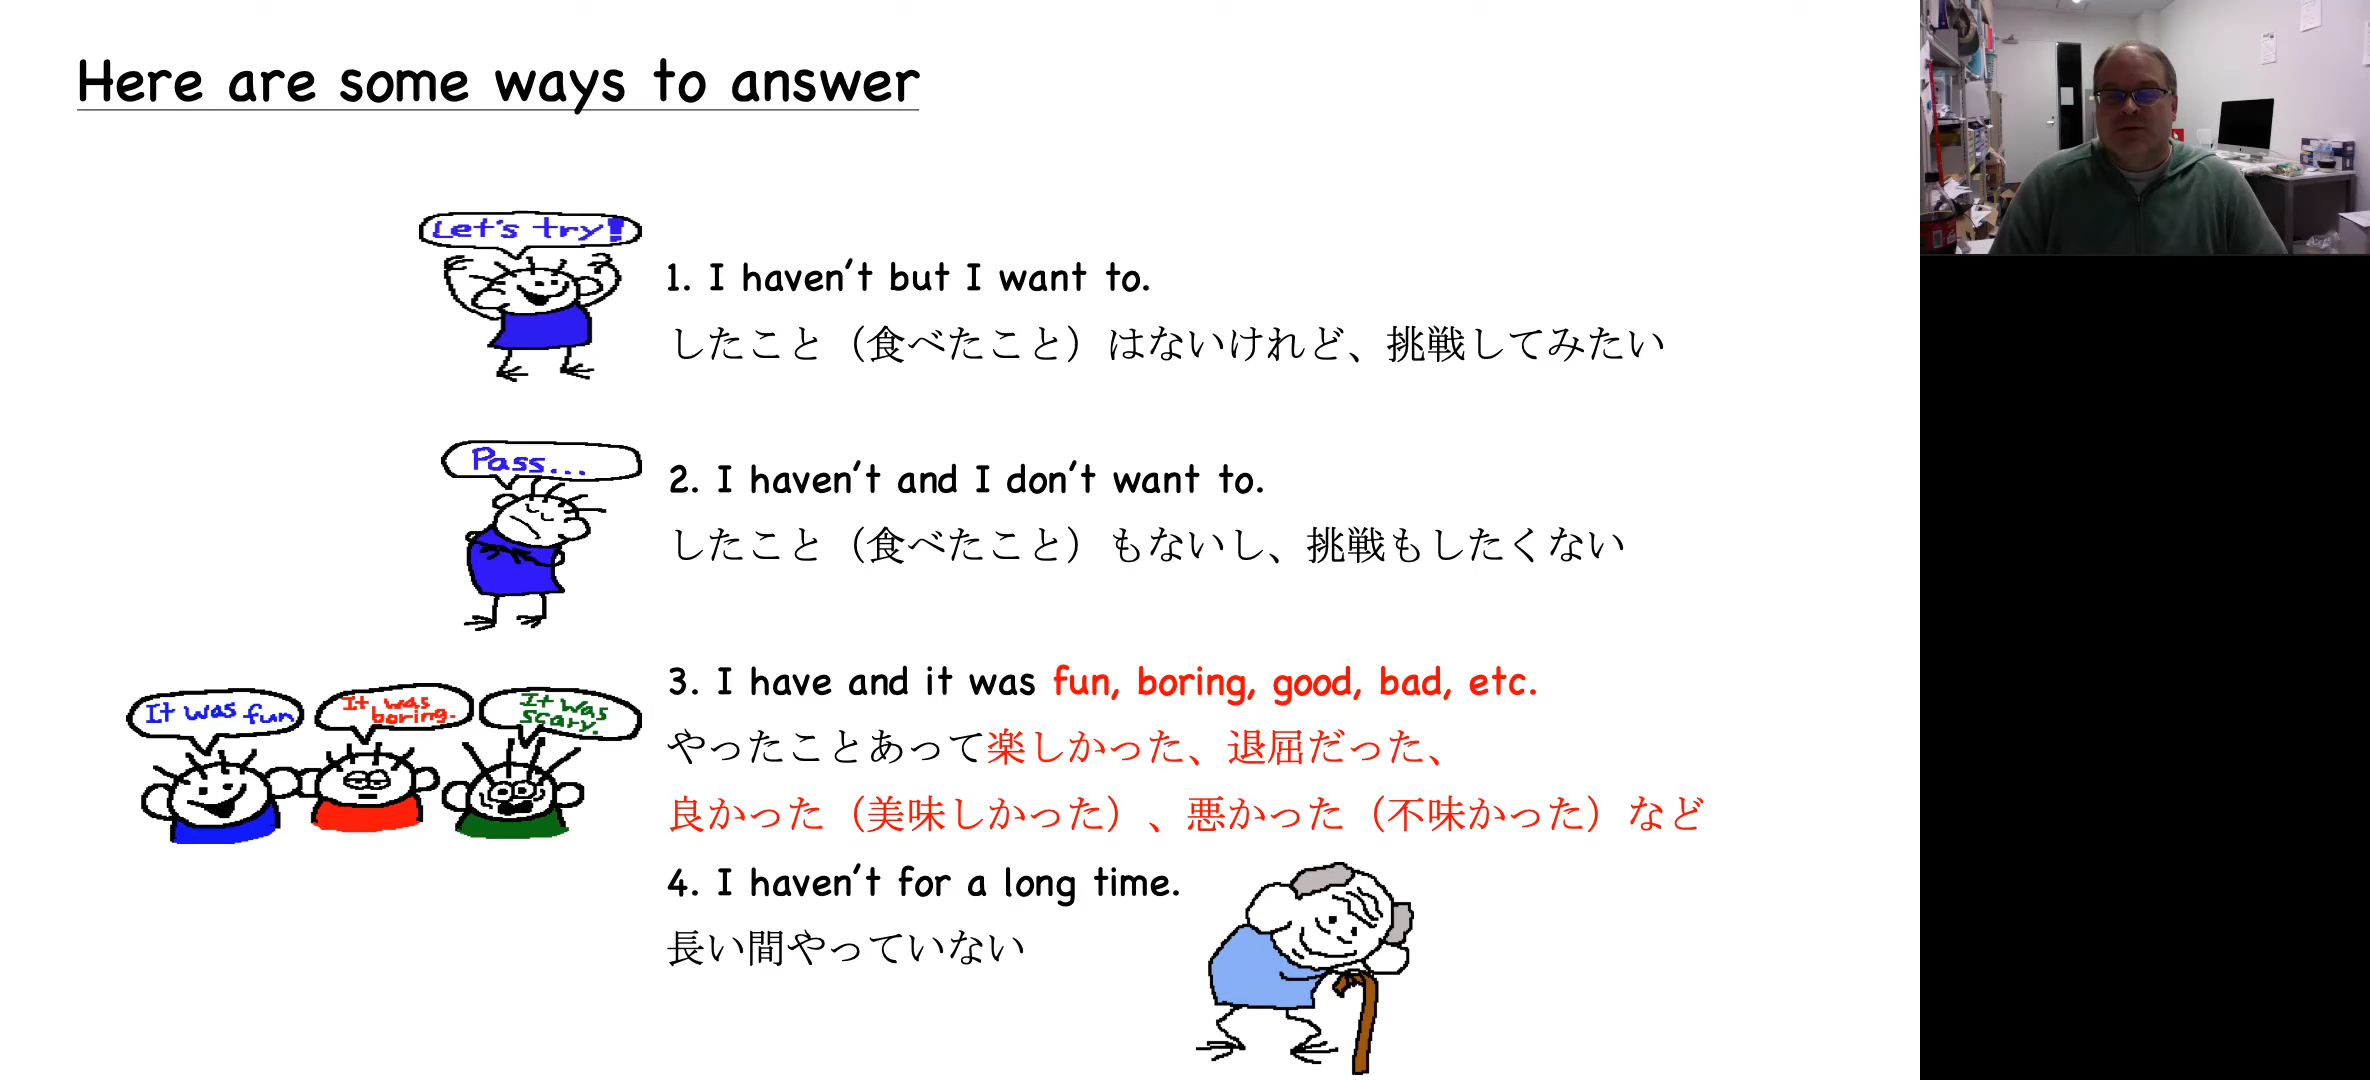 Here are some ways to answer
Let's try!
1. I haven't but I want to.
したこと（食べたこと）はないけれど、挑戦してみたい
Pass...
2. I haven't and I don't want to.
したこと（食べたこと）もないし、挑戦もしたくない
3. I have and it was fun, boring, good, bad, etc.
It was fun
It was
boring.
It was
scary.
やったことあって楽しかった、退屈だった、
良かった（美味しかった）、悪かった（不味かった）など
4. I haven't for a long time.
長い間やっていない